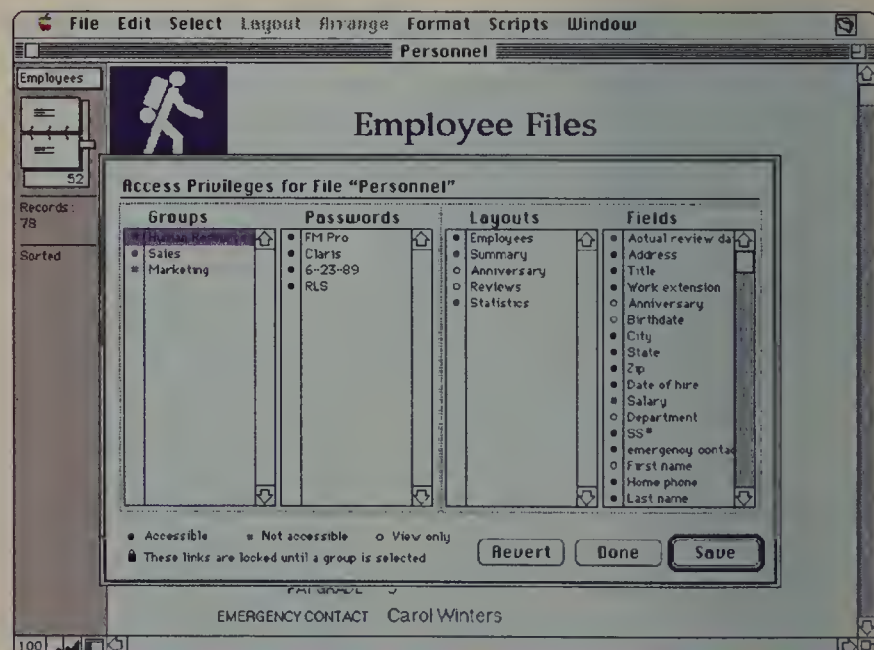 File Edit Select Layout Arrange Format Scripts Window
Personnel
Employees
52
Records:
78
Sorted
Employee Files
Access Privileges for File "Personnel"
Groups
Human
Sales
Marketing
Passwords
FM Pro
Claris
6-23-89
RLS
Layouts
Employees
Summary
Anniversary
Reviews
Statistics
Fields
Actual review da
Address
Title
Work extension
Anniversary
Birthdate
City
State
Zip
Date of hire
Salary
Department
SS#
emergency contac
First name
Home phone
Last name
Accessible Not accessible View only
These links are locked until a group is selected
Revert Done Save
EMERGENCY CONTACT Carol Winters
100